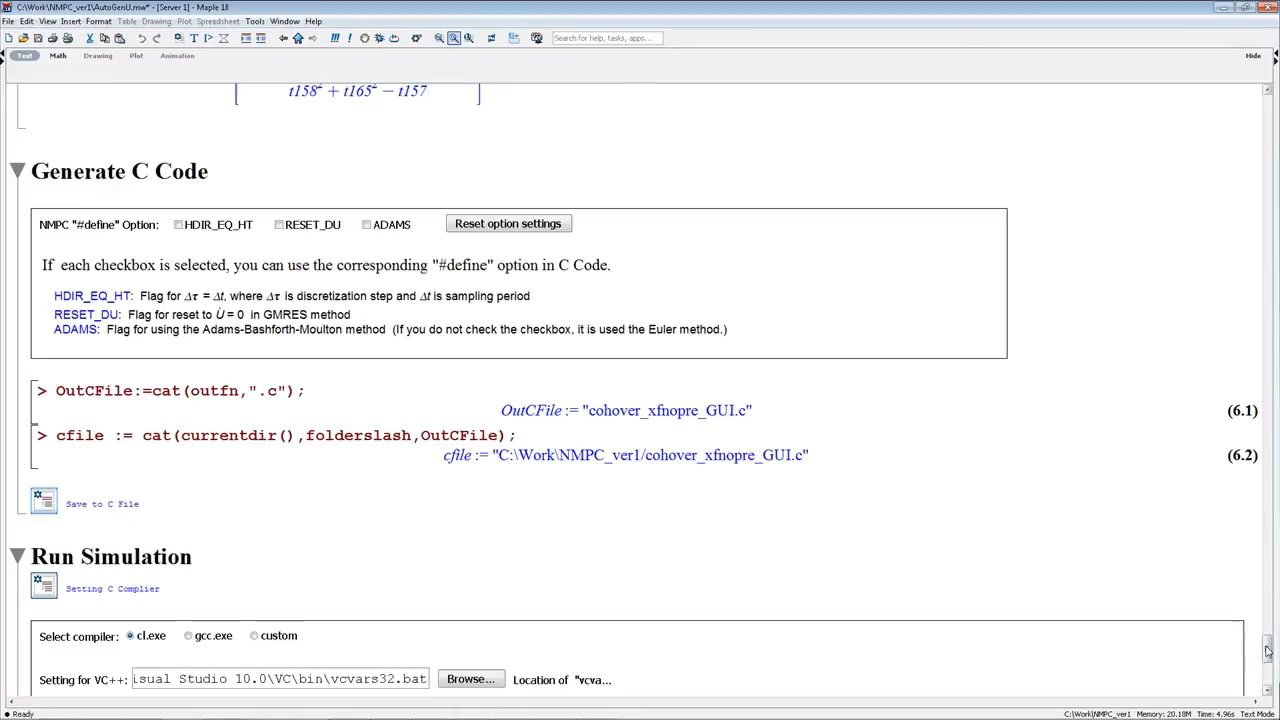 C:\Work\NMPC_ver1\AutoGenU.mw* - [Server 1] - Maple 18
File Edit View Insert Format Table Drawing Plot Spreadsheet Tools Window Help
Search for help, tasks, apps...
Text Math Drawing Plot Animation Hide
t158² + t165² − t157
Generate C Code
NMPC "#define" Option: HDIR_EQ_HT RESET_DU ADAMS Reset option settings
If each checkbox is selected, you can use the corresponding "#define" option in C Code.
HDIR_EQ_HT: Flag for Δτ = Δt, where Δτ is discretization step and Δt is sampling period
RESET_DU: Flag for reset to U̇ = 0 in GMRES method
ADAMS: Flag for using the Adams-Bashforth-Moulton method (If you do not check the checkbox, it is used the Euler method.)
> OutCFile:=cat(outfn,".c");
OutCFile := "cohover_xfnopre_GUI.c" (6.1)
> cfile := cat(currentdir(),folderslash,OutCFile);
cfile := "C:\Work\NMPC_ver1/cohover_xfnopre_GUI.c" (6.2)
Save to C File
Run Simulation
Setting C Complier
Select compiler: cl.exe gcc.exe custom
Setting for VC++: isual Studio 10.0\VC\bin\vcvars32.bat Browse... Location of "vcva...
Ready C:\Work\NMPC_ver1 Memory: 20.18M Time: 4.96s Text Mode